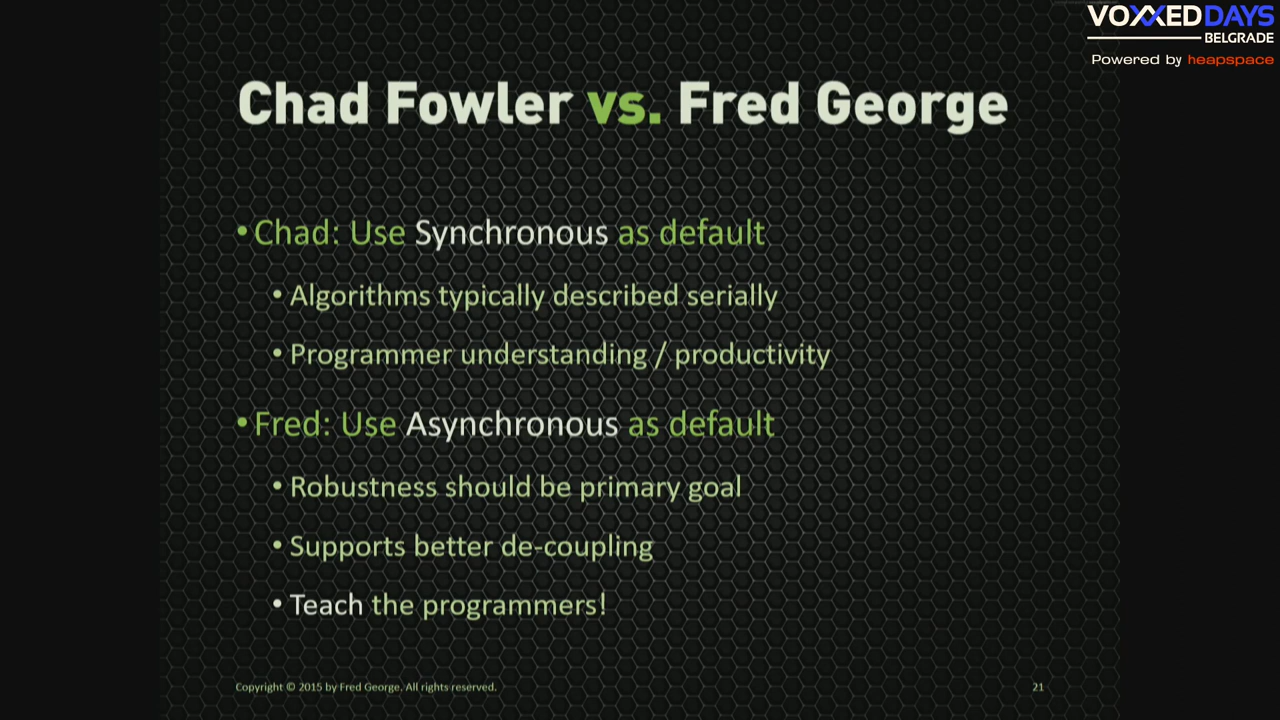 VOXXED DAYS
BELGRADE
Powered by heapspace
Chad Fowler vs. Fred George
•Chad: Use Synchronous as default
•Algorithms typically described serially
•Programmer understanding / productivity
•Fred: Use Asynchronous as default
•Robustness should be primary goal
•Supports better de-coupling
•Teach the programmers!
Copyright © 2015 by Fred George. All rights reserved.
21